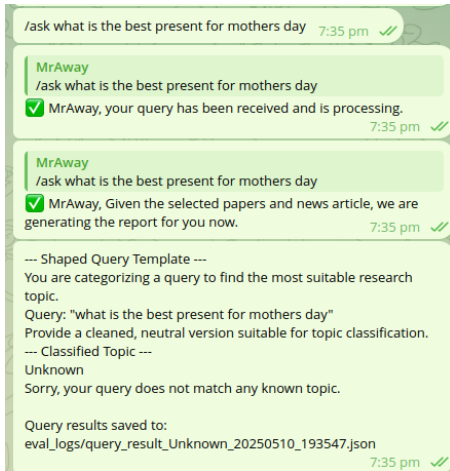 /ask what is the best present for mothers day 7:35 pm
MrAway
/ask what is the best present for mothers day
✅ MrAway, your query has been received and is processing.
7:35 pm
MrAway
/ask what is the best present for mothers day
✅ MrAway, Given the selected papers and news article, we are
generating the report for you now.
7:35 pm
--- Shaped Query Template ---
You are categorizing a query to find the most suitable research
topic.
Query: "what is the best present for mothers day"
Provide a cleaned, neutral version suitable for topic classification.
--- Classified Topic ---
Unknown
Sorry, your query does not match any known topic.
Query results saved to:
eval_logs/query_result_Unknown_20250510_193547.json
7:35 pm